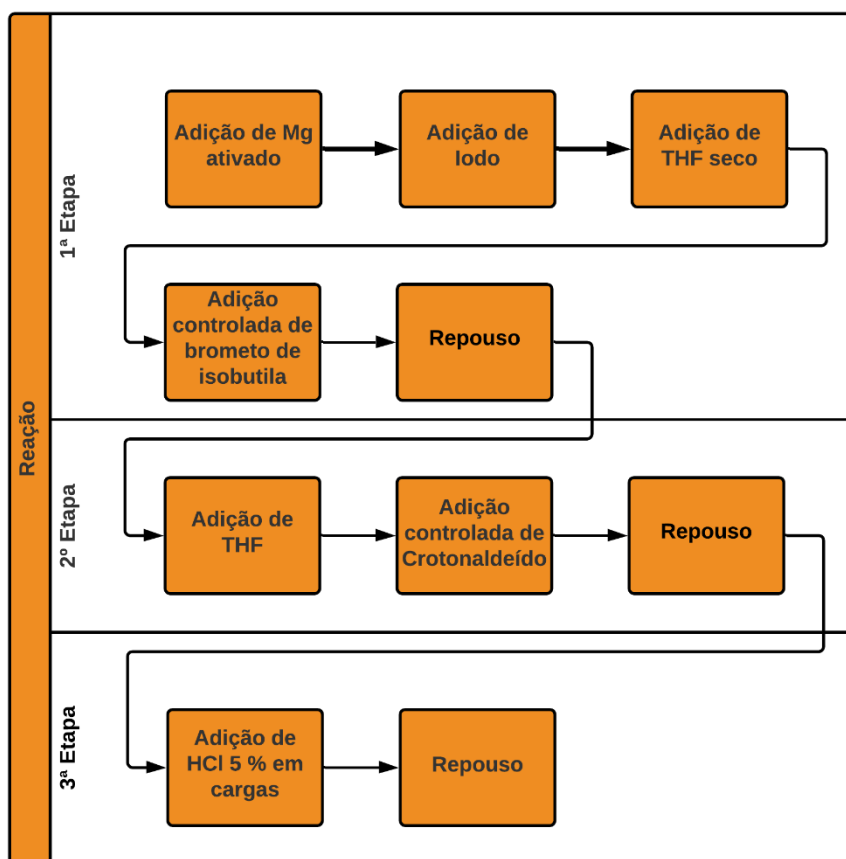 Reação
1ª Etapa
Adição de Mg
ativado
Adição de
Iodo
Adição de
THF seco
Adição
controlada de
brometo de
isobutila
Repouso
2º Etapa
Adição de
THF
Adição
controlada de
Crotonaldeído
Repouso
3ª Etapa
Adição de
HCl 5 % em
cargas
Repouso